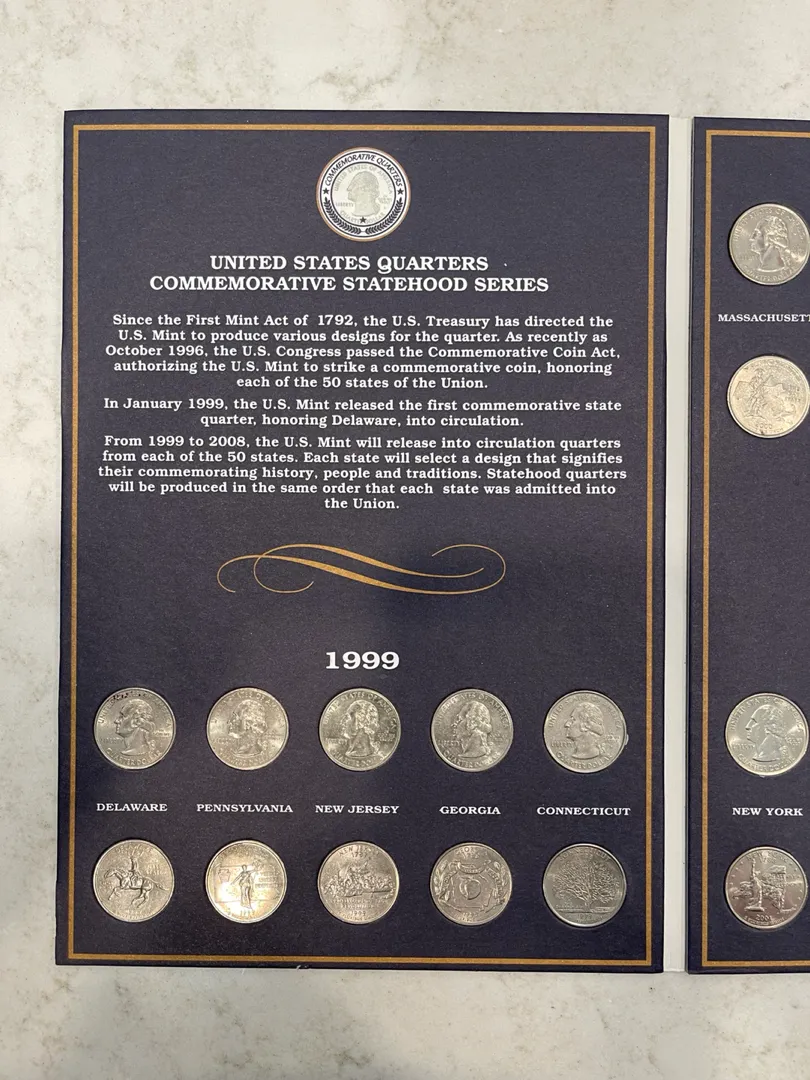 COMMEMORATIVE QUARTERS
UNITED STATES QUARTERS
COMMEMORATIVE STATEHOOD SERIES
Since the First Mint Act of 1792, the U.S. Treasury has directed the
U.S. Mint to produce various designs for the quarter. As recently as
October 1996, the U.S. Congress passed the Commemorative Coin Act,
authorizing the U.S. Mint to strike a commemorative coin, honoring
each of the 50 states of the Union.
In January 1999, the U.S. Mint released the first commemorative state
quarter, honoring Delaware, into circulation.
From 1999 to 2008, the U.S. Mint will release into circulation quarters
from each of the 50 states. Each state will select a design that signifies
their commemorating history, people and traditions. Statehood quarters
will be produced in the same order that each state was admitted into
the Union.
1999
DELAWARE PENNSYLVANIA NEW JERSEY GEORGIA CONNECTICUT
MASSACHUSETT
NEW YORK